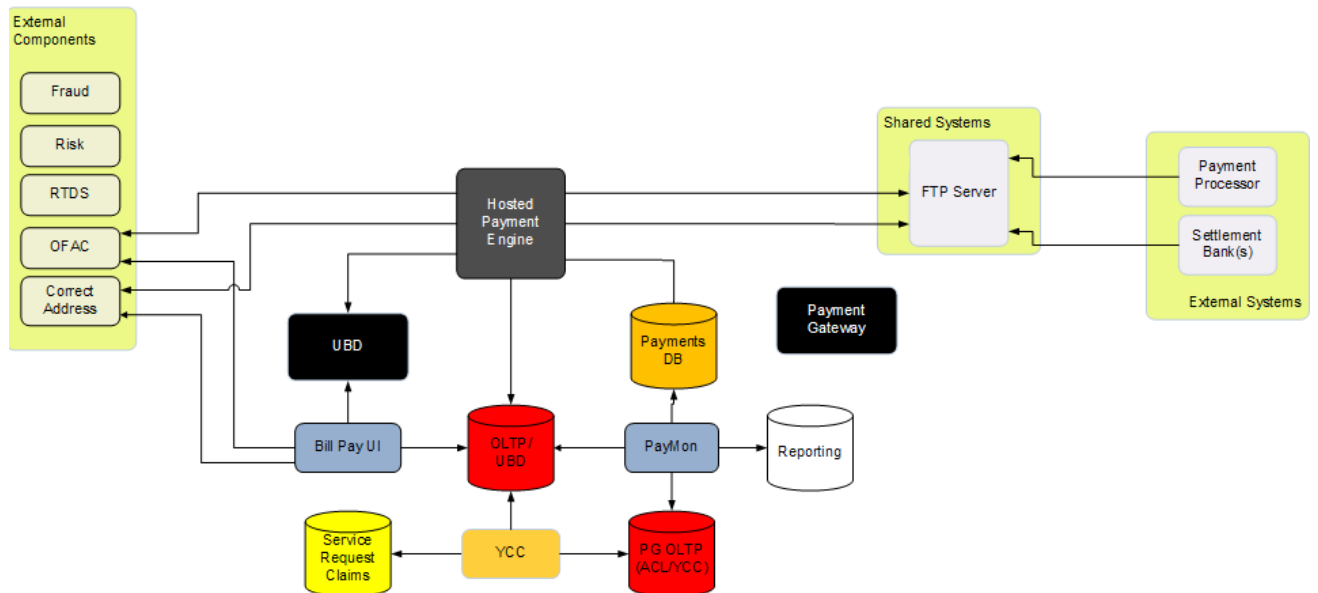 External
Components
Fraud
Risk
RTDS
OFAC
Correct
Address
Hosted
Payment
Engine
Shared Systems
FTP Server
Payment
Processor
Settlement
Bank(s)
External Systems
UBD
Payments
DB
Payment
Gateway
Bill Pay UI
OLTP/
UBD
PayMon
Reporting
Service
Request
Claims
YCC
PG OLTP
(ACL/YCC)